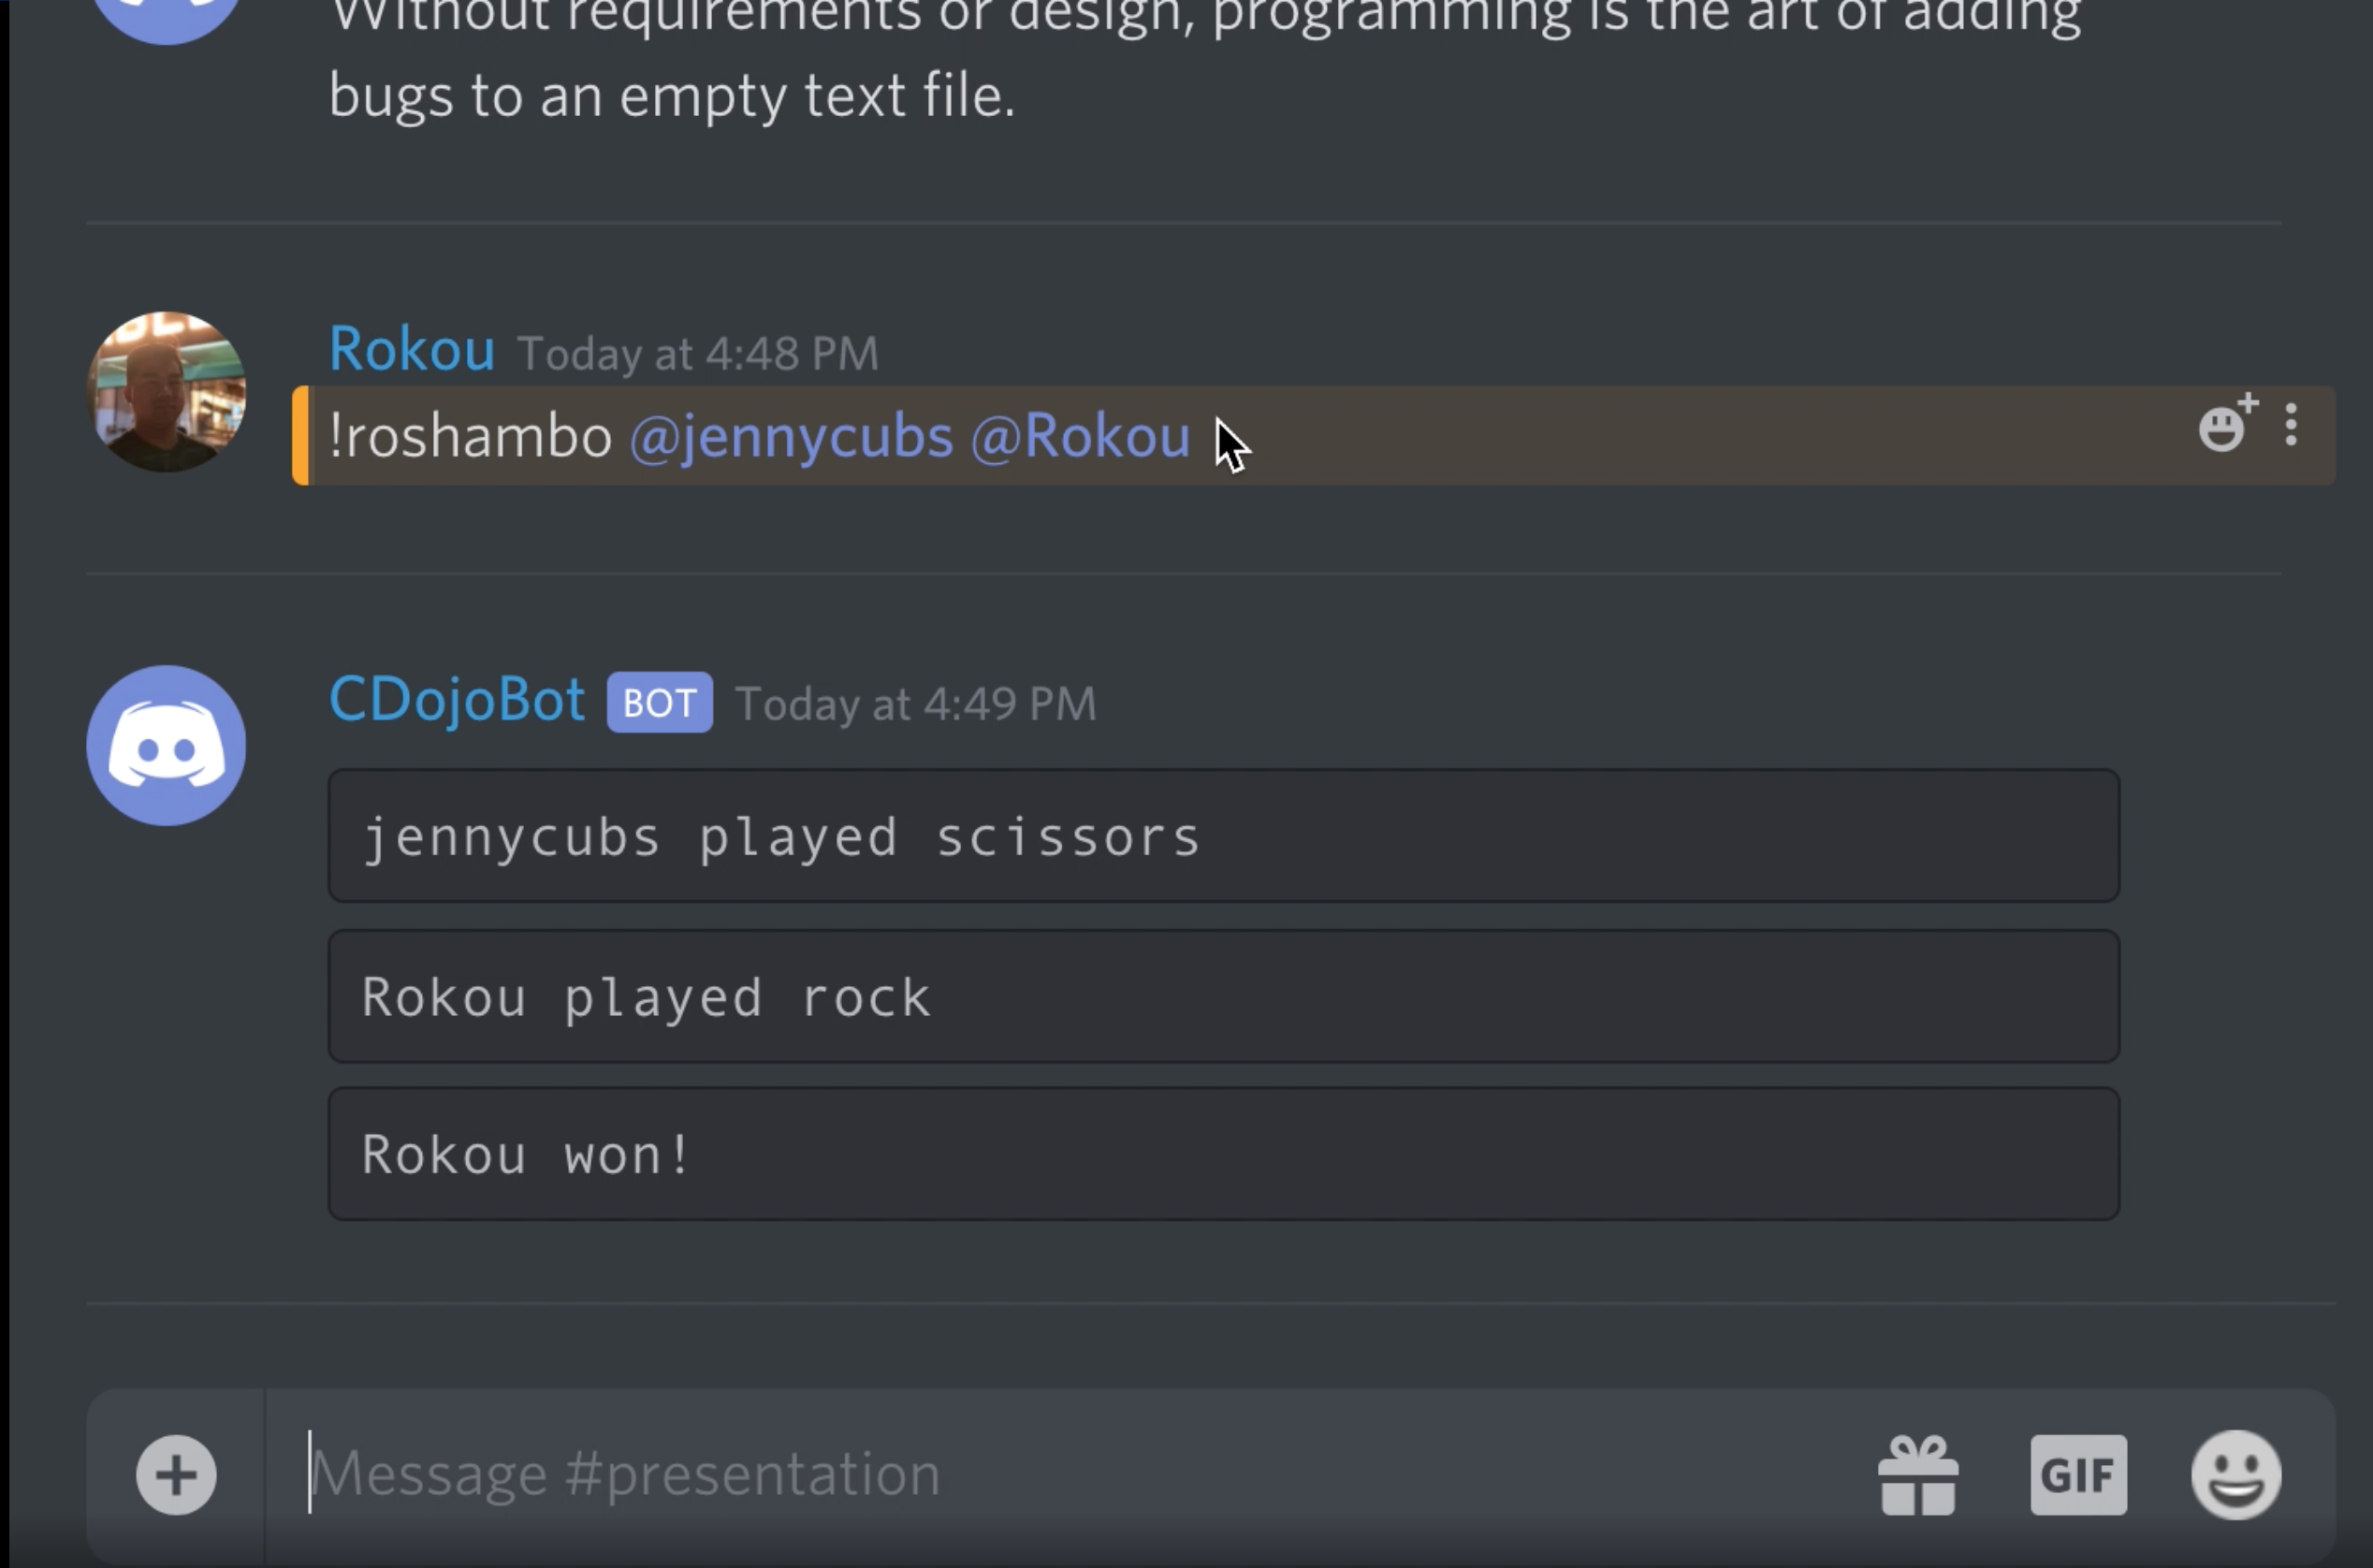 Without requirements or design, programming is the art of adding
bugs to an empty text file.
Rokou Today at 4:48 PM
!roshambo @jennycubs @Rokou
CDojoBot BOT Today at 4:49 PM
jennycubs played scissors
Rokou played rock
Rokou won!
Message #presentation
GIF